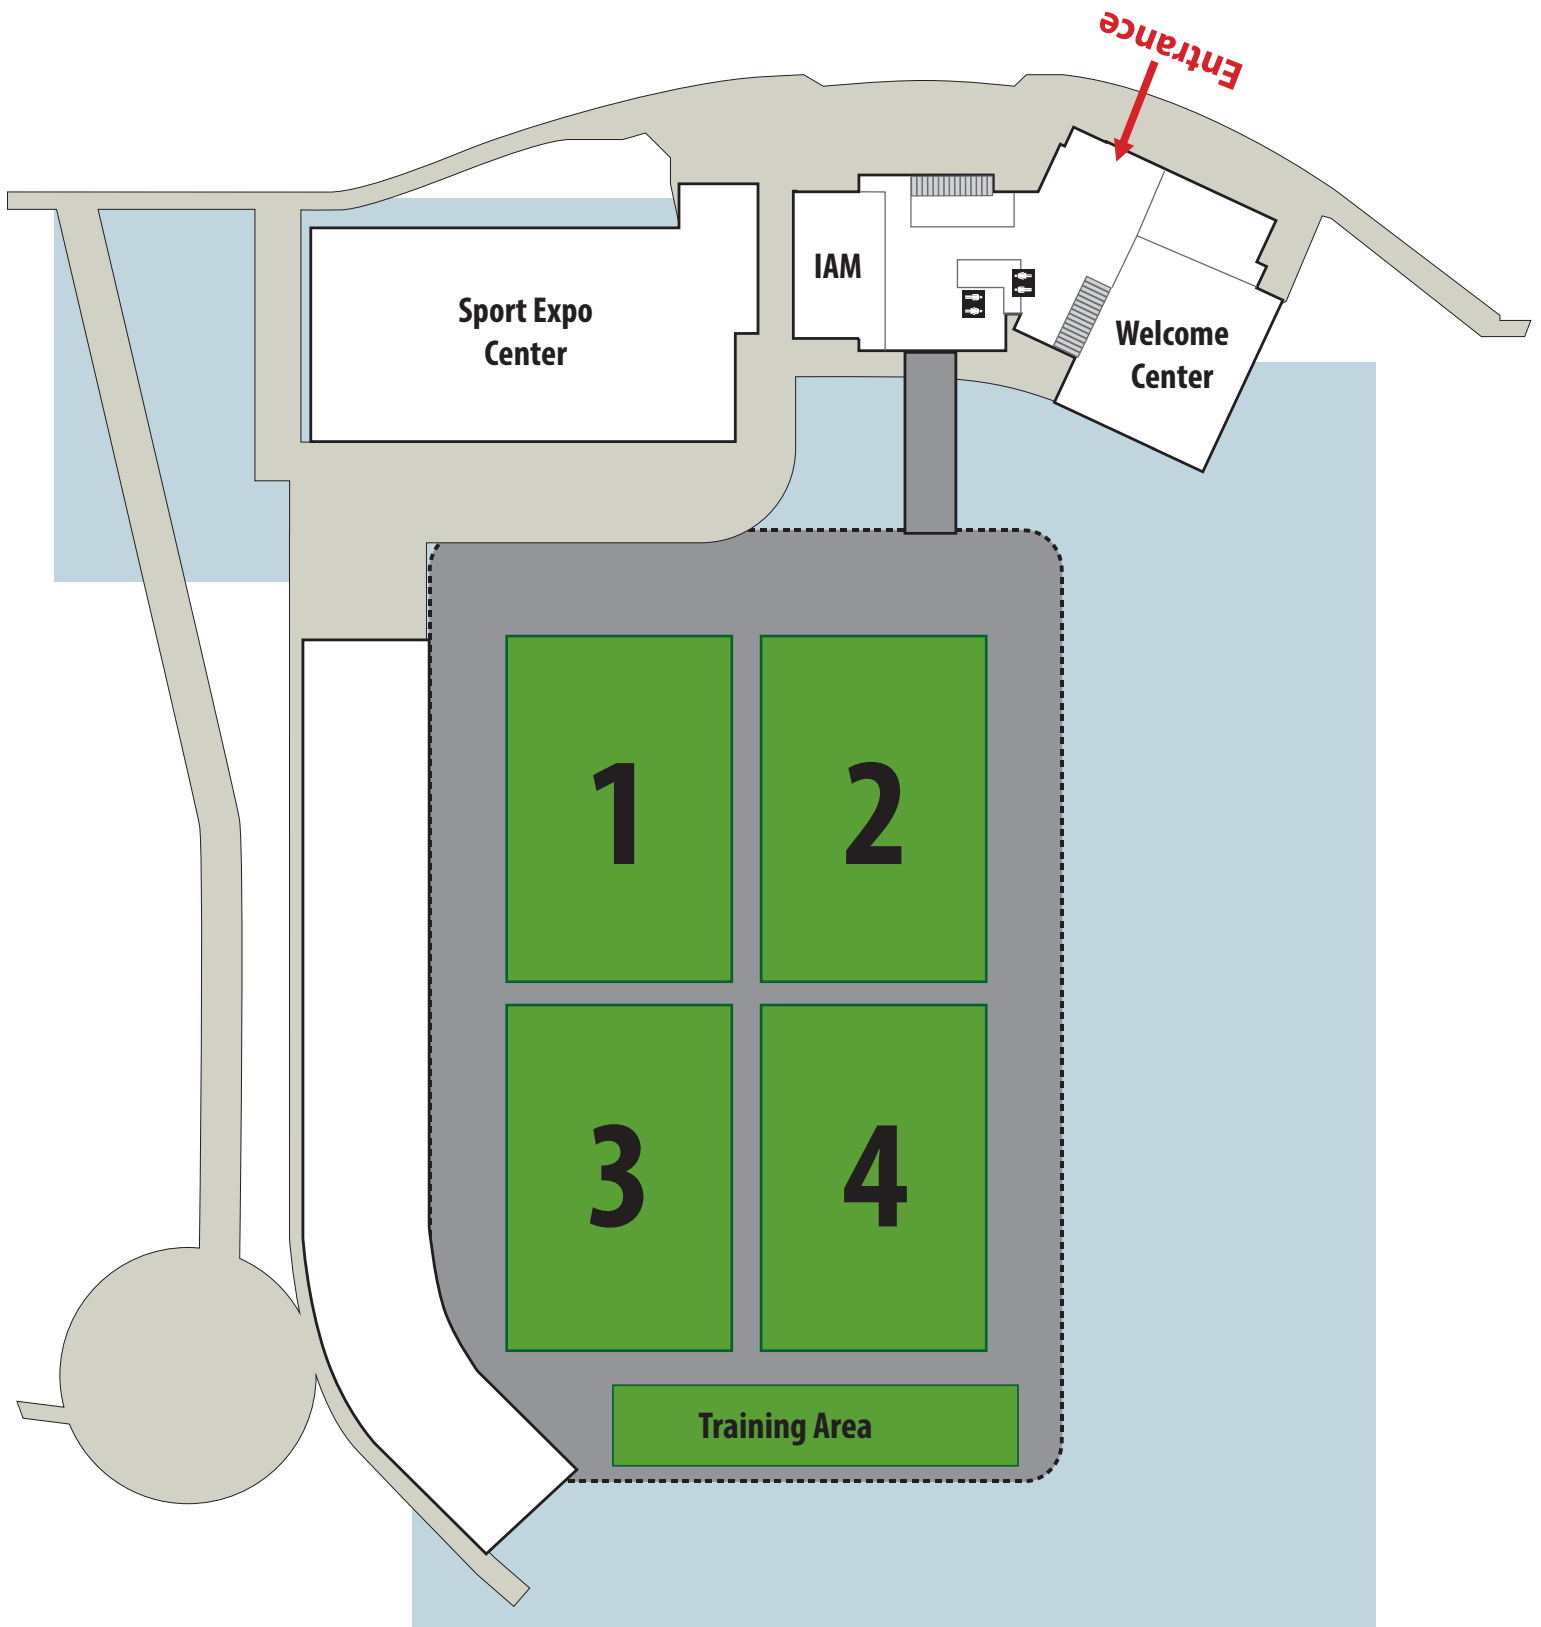 Entrance
IAM
Sport Expo
Center
Welcome
Center
1
2
3
4
Training Area